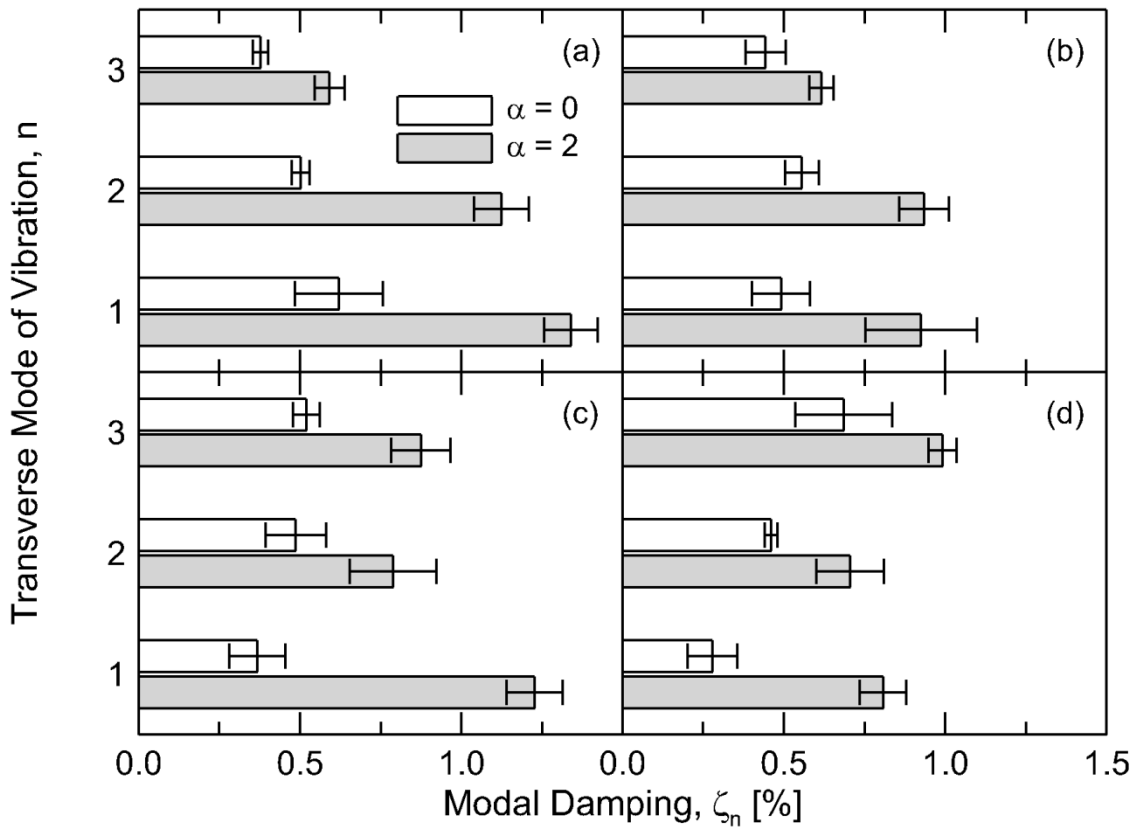 Transverse Mode of Vibration, n
(a)
(b)
3
α = 0
α = 2
2
1
(c)
(d)
3
2
1
0.0 0.5 1.0 0.0 0.5 1.0 1.5
Modal Damping, ζn [%]